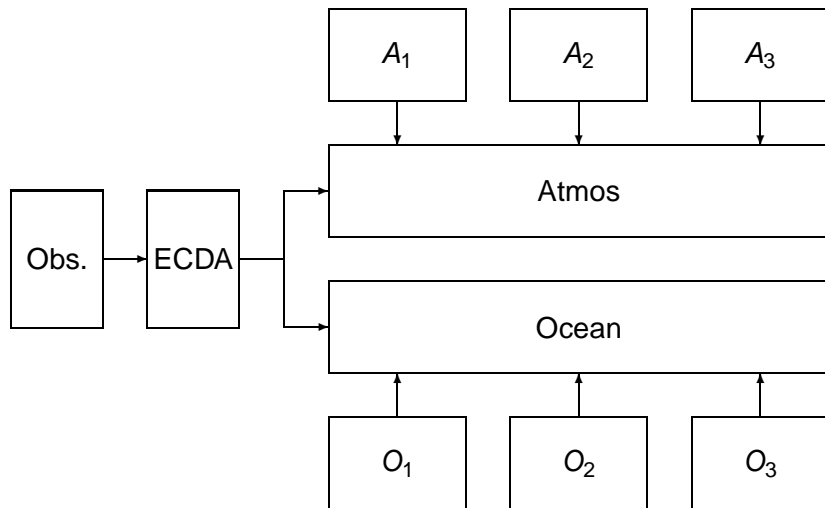 A₁ A₂ A₃
Atmos
Obs. ECDA
Ocean
O₁ O₂ O₃